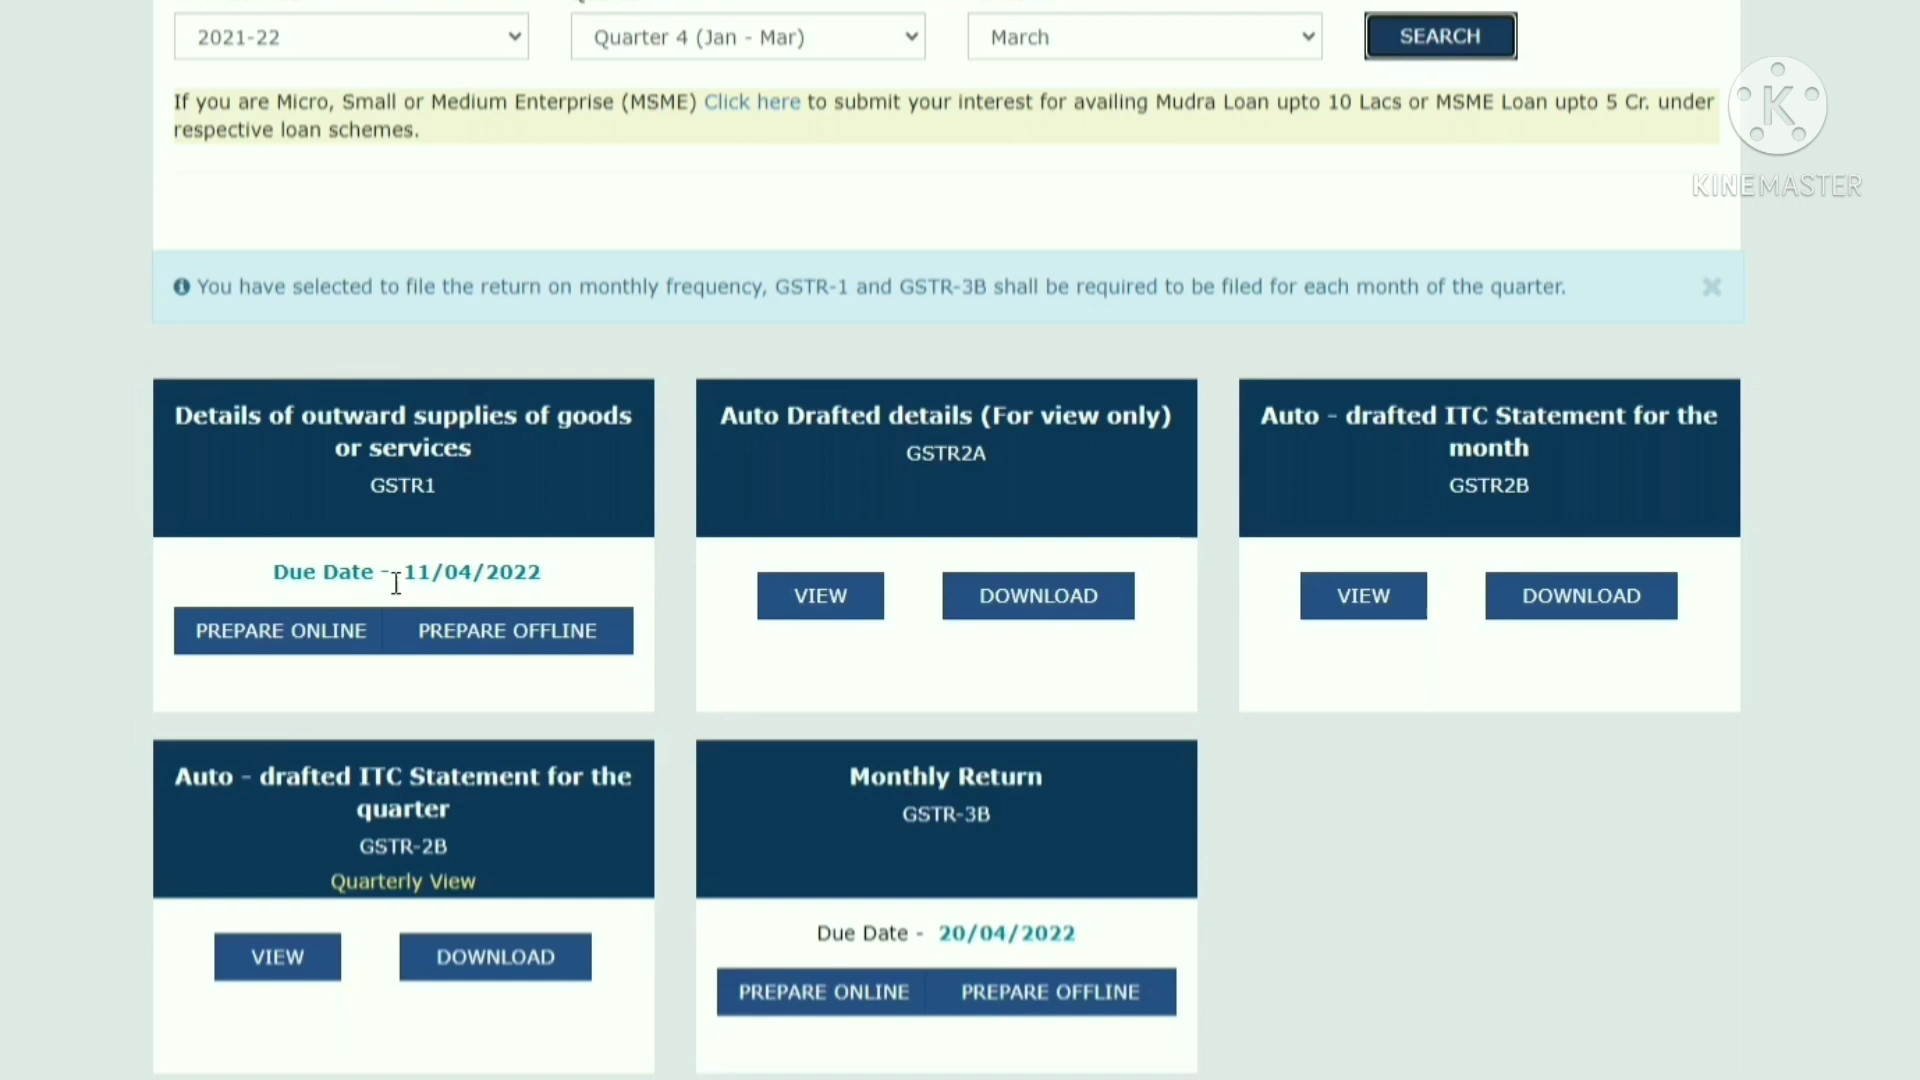 2021-22
Quarter 4 (Jan - Mar)
March
SEARCH
If you are Micro, Small or Medium Enterprise (MSME) Click here to submit your interest for availing Mudra Loan upto 10 Lacs or MSME Loan upto 5 Cr. under
respective loan schemes.
K
KINEMASTER
You have selected to file the return on monthly frequency, GSTR-1 and GSTR-3B shall be required to be filed for each month of the quarter.
Details of outward supplies of goods
or services
GSTR1
Due Date - 11/04/2022
PREPARE ONLINE
PREPARE OFFLINE
Auto Drafted details (For view only)
GSTR2A
VIEW
DOWNLOAD
Auto - drafted ITC Statement for the
month
GSTR2B
VIEW
DOWNLOAD
Auto - drafted ITC Statement for the
quarter
GSTR-2B
Quarterly View
VIEW
DOWNLOAD
Monthly Return
GSTR-3B
Due Date - 20/04/2022
PREPARE ONLINE
PREPARE OFFLINE